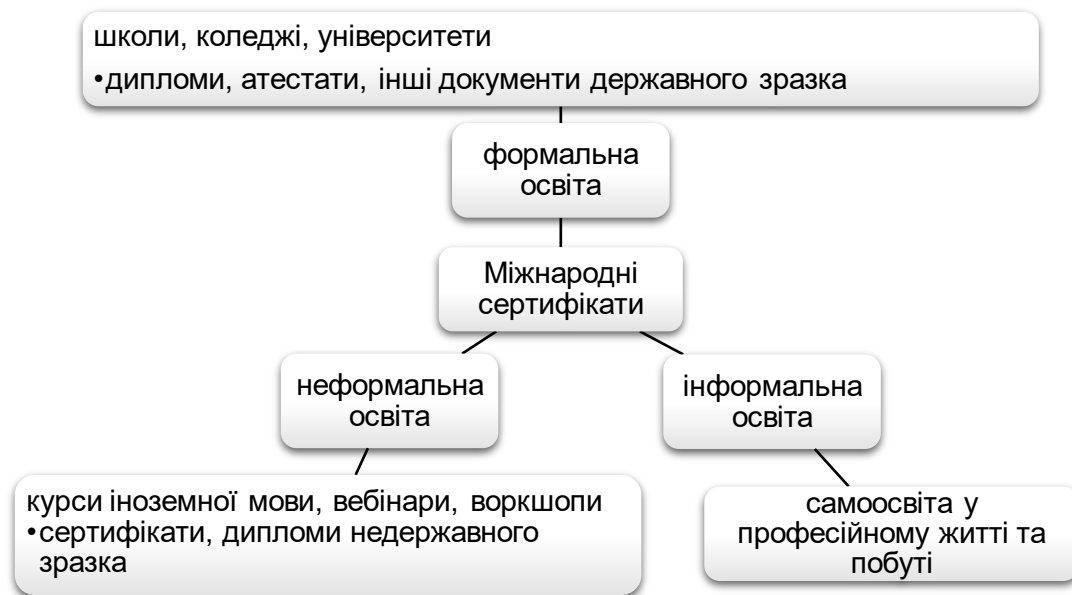 школи, коледжі, університети
•дипломи, атестати, інші документи державного зразка
формальна
освіта
Міжнародні
сертифікати
неформальна
освіта
інформальна
освіта
курси іноземної мови, вебінари, воркшопи
•сертифікати, дипломи недержавного
зразка
самоосвіта у
професійному житті та
побуті